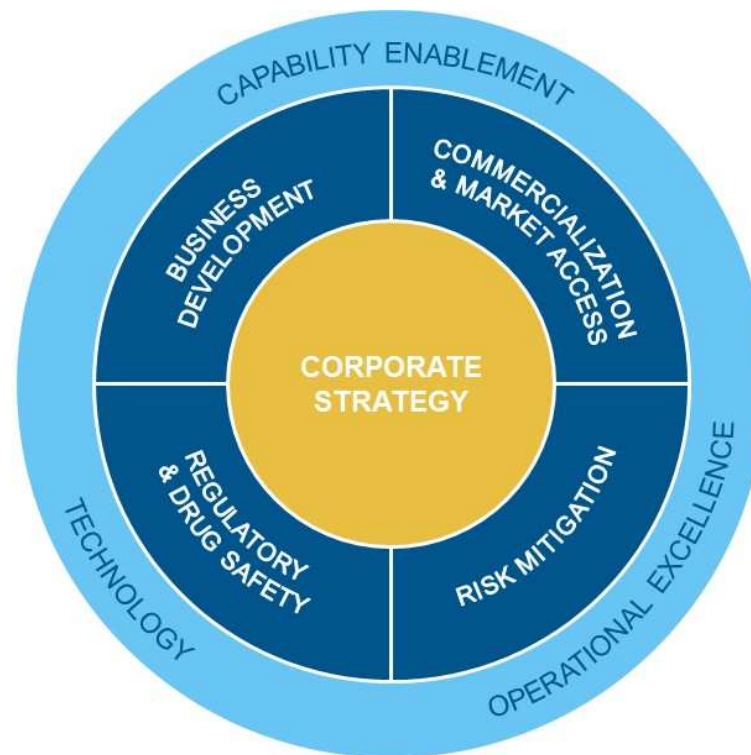 CAPABILITY ENABLEMENT
BUSINESS
DEVELOPMENT
COMMERCIALIZATION
& MARKET ACCESS
CORPORATE
STRATEGY
REGULATORY
& DRUG SAFETY
RISK MITIGATION
TECHNOLOGY
OPERATIONAL EXCELLENCE